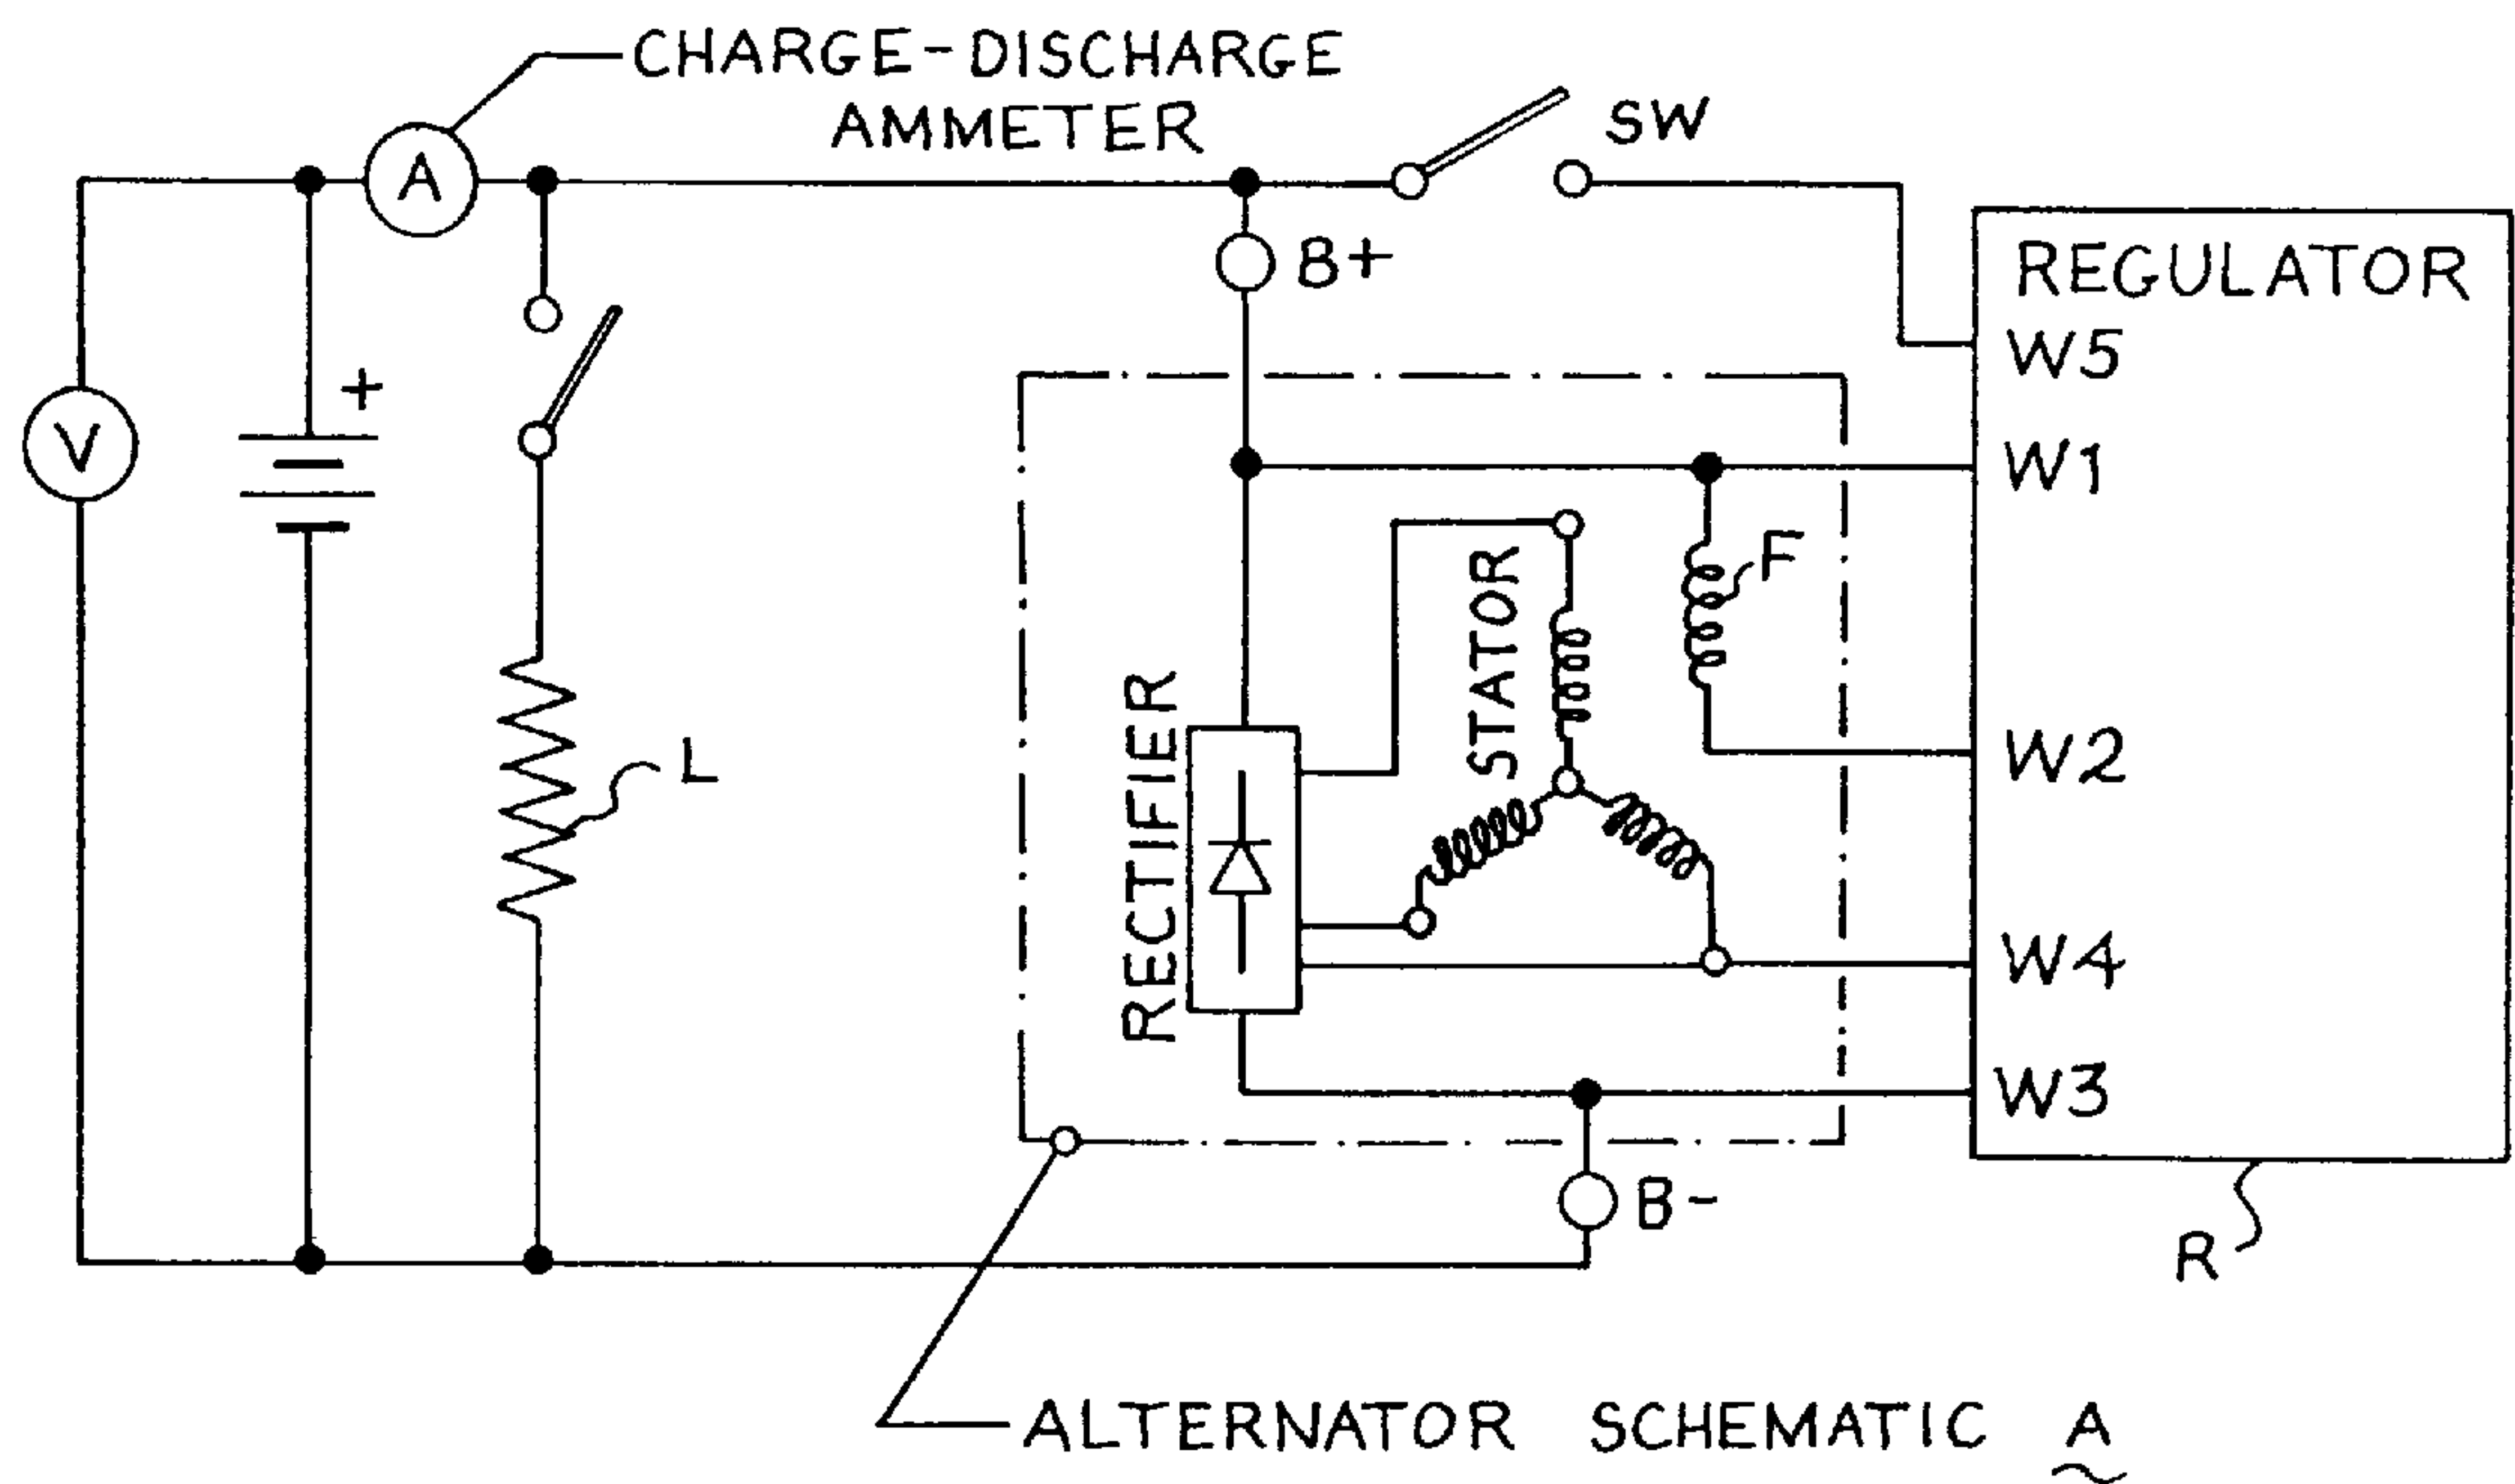 CHARGE-DISCHARGE
AMMETER
SW
A
B+
REGULATOR
W5
+
V
W1
F
STATOR
RECTIFIER
L
W2
W4
W3
B-
R
ALTERNATOR SCHEMATIC A